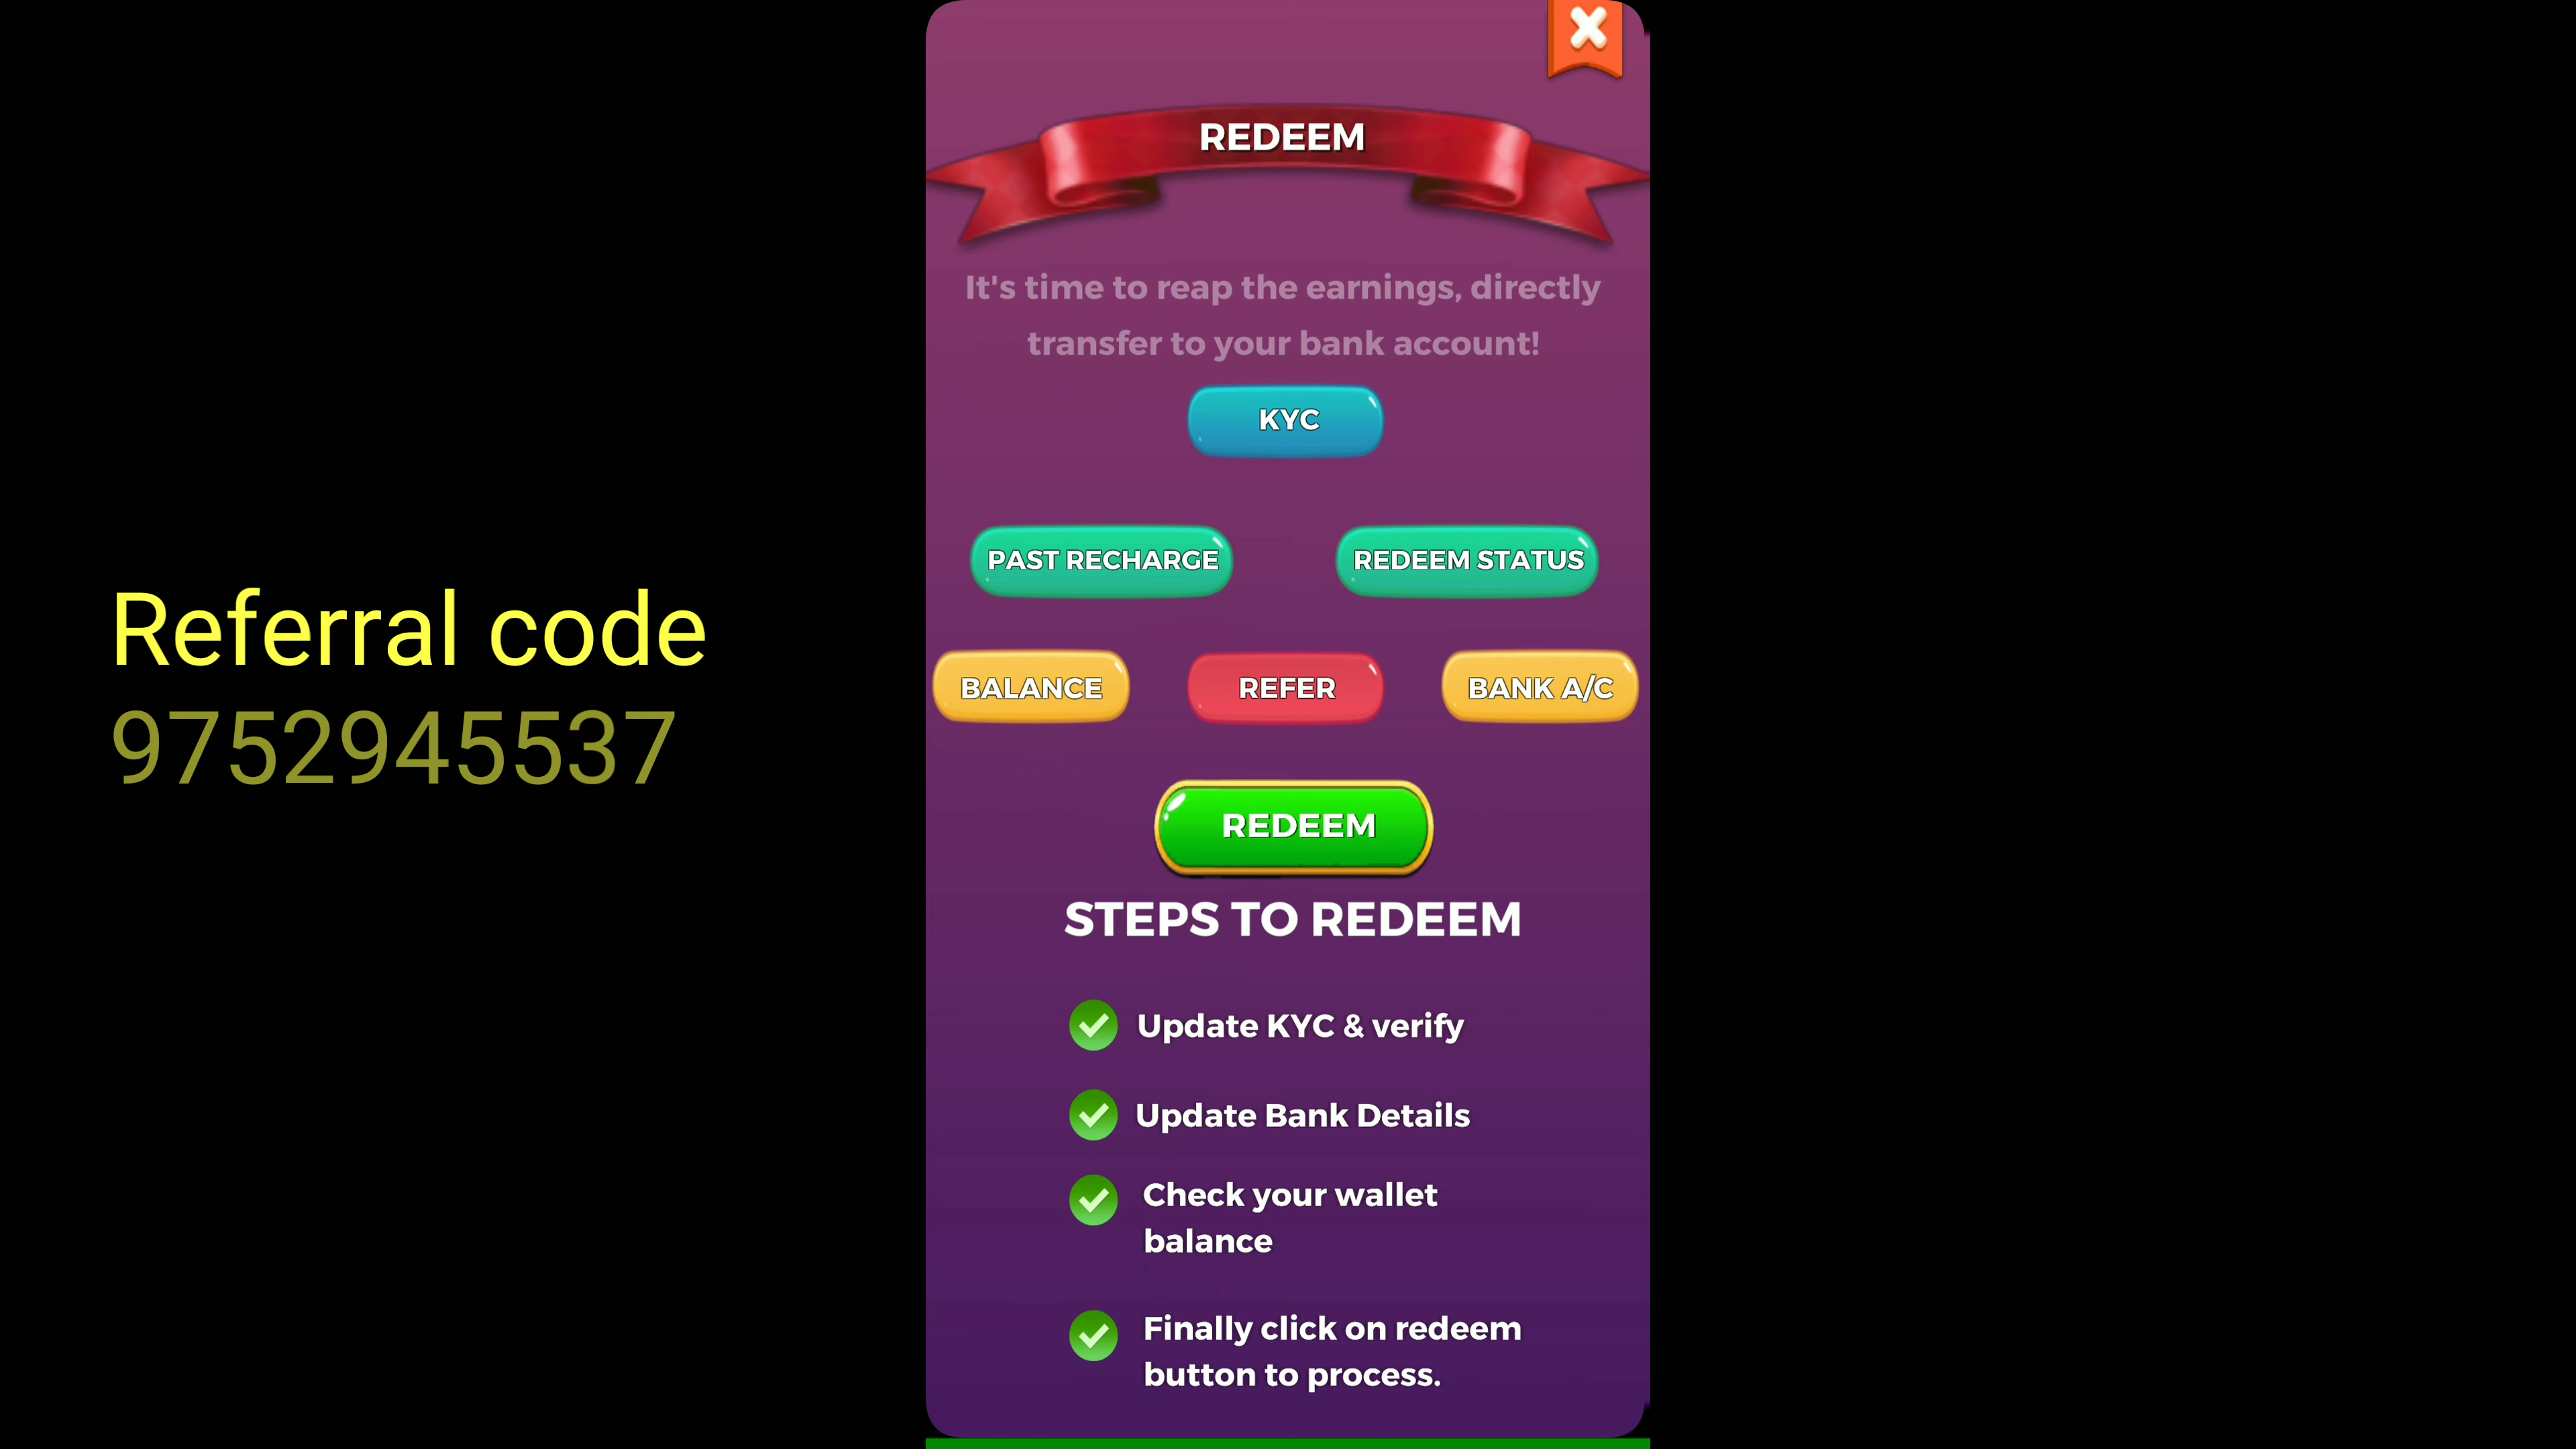 Referral code
9752945537
REDEEM
It's time to reap the earnings, directly
transfer to your bank account!
KYC
PAST RECHARGE
REDEEM STATUS
BALANCE
REFER
BANK A/C
REDEEM
STEPS TO REDEEM
Update KYC & verify
Update Bank Details
Check your wallet
balance
Finally click on redeem
button to process.